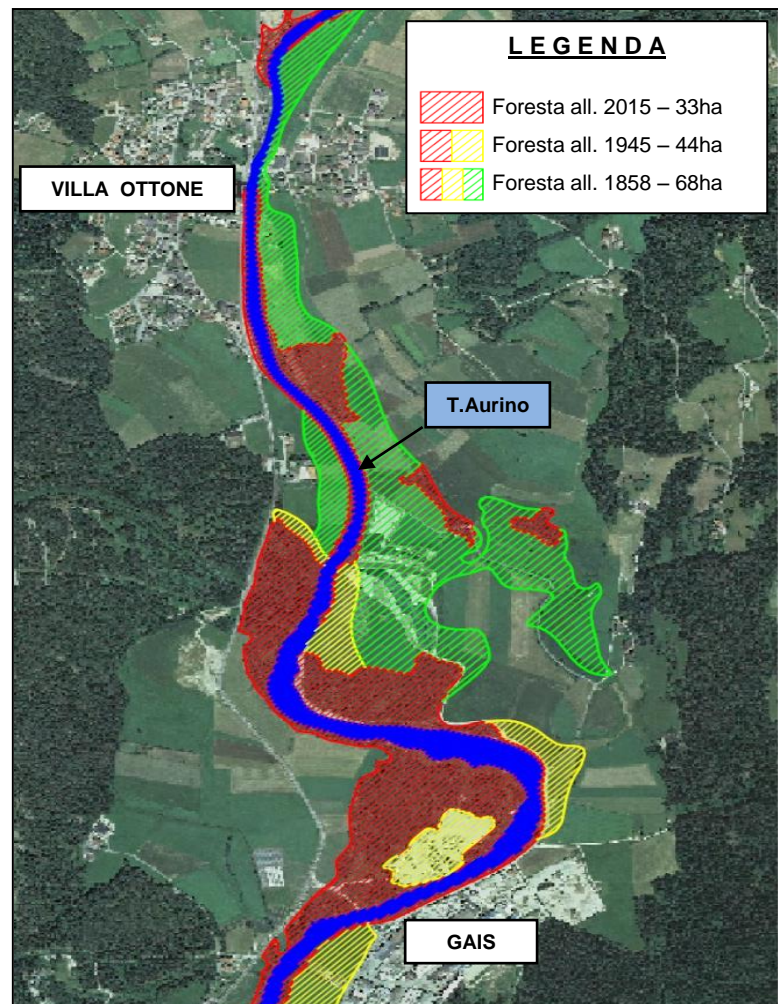 L E G E N D A
Foresta all. 2015 – 33ha
Foresta all. 1945 – 44ha
Foresta all. 1858 – 68ha
VILLA OTTONE
T.Aurino
GAIS